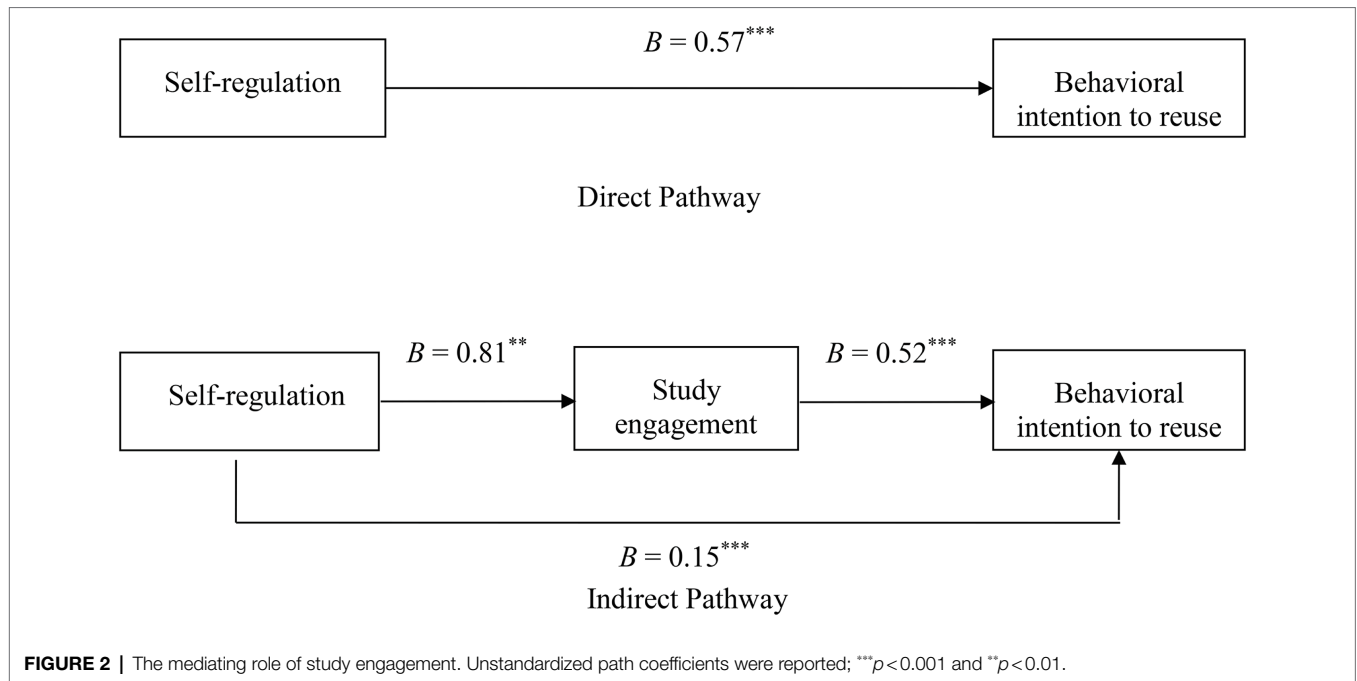 B = 0.57***
Self-regulation
Behavioral
intention to reuse
Direct Pathway
B = 0.81**
B = 0.52***
Self-regulation
Study
engagement
Behavioral
intention to reuse
B = 0.15***
Indirect Pathway
FIGURE 2 | The mediating role of study engagement. Unstandardized path coefficients were reported; ***p<0.001 and **p<0.01.